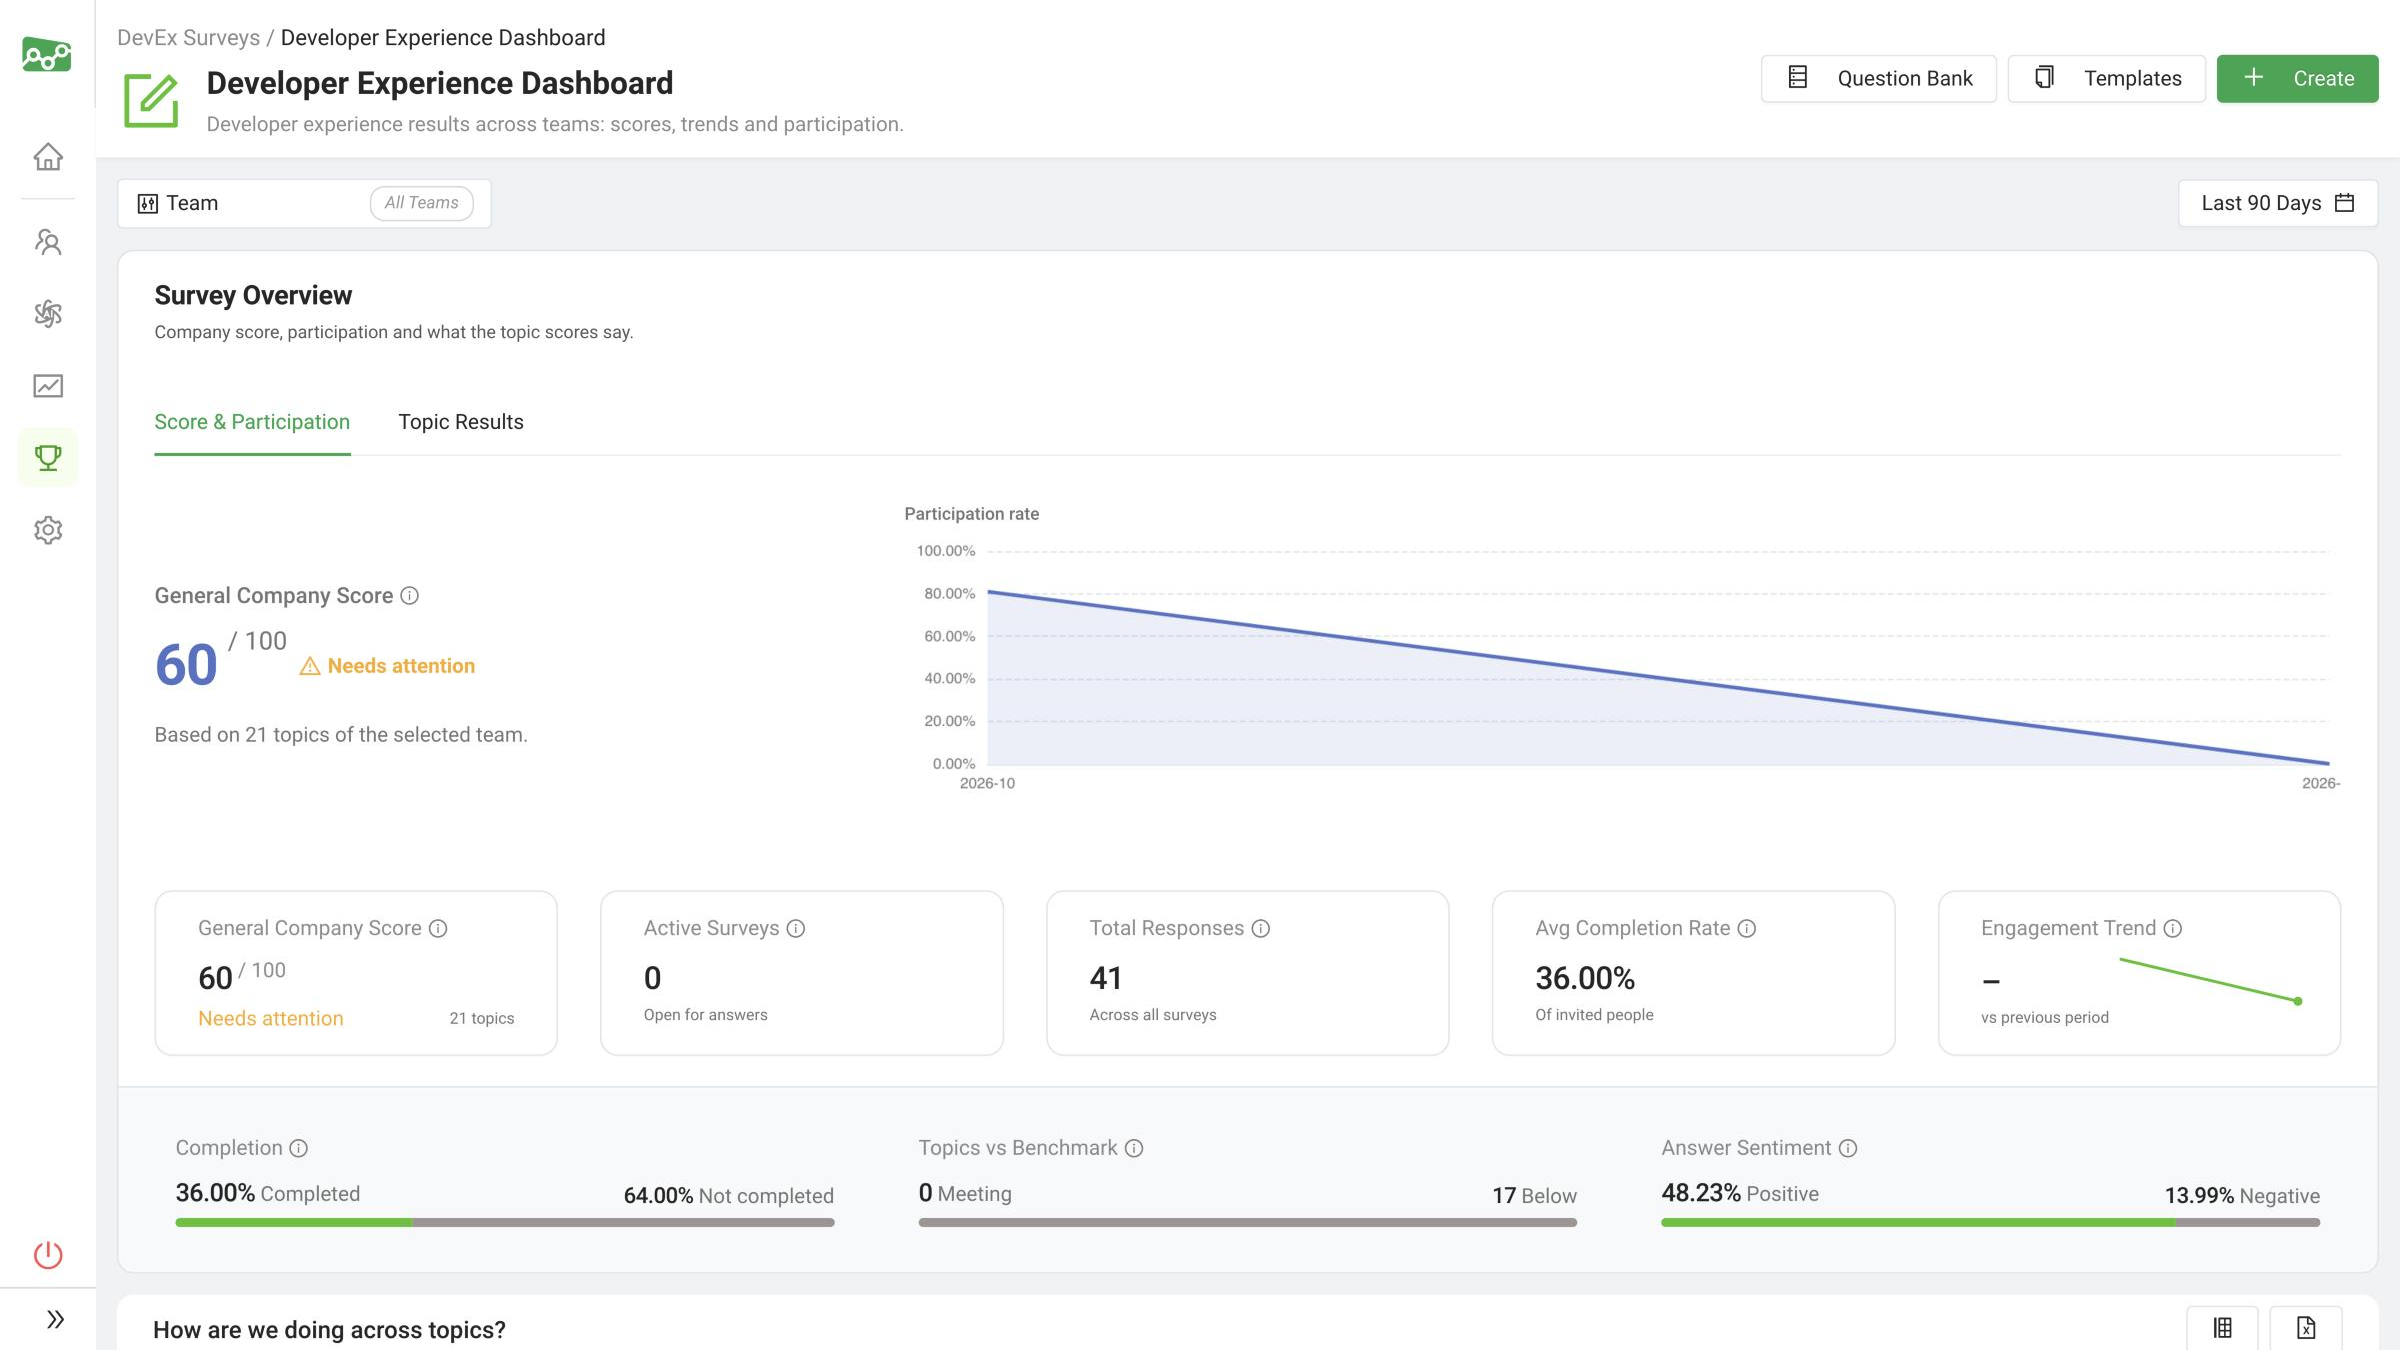 DevEx Surveys / Developer Experience Dashboard
Developer Experience Dashboard
Developer experience results across teams: scores, trends and participation.
Question Bank
Templates
Create
Team
All Teams
Last 90 Days
Survey Overview
Company score, participation and what the topic scores say.
Score & Participation
Topic Results
General Company Score
60 / 100
Needs attention
Based on 21 topics of the selected team.
Participation rate
100.00%
80.00%
60.00%
40.00%
20.00%
0.00%
2026-10
2026-
General Company Score
60 / 100
Needs attention
21 topics
Active Surveys
0
Open for answers
Total Responses
41
Across all surveys
Avg Completion Rate
36.00%
Of invited people
Engagement Trend
–
vs previous period
Completion
36.00% Completed
64.00% Not completed
Topics vs Benchmark
0 Meeting
17 Below
Answer Sentiment
48.23% Positive
13.99% Negative
How are we doing across topics?